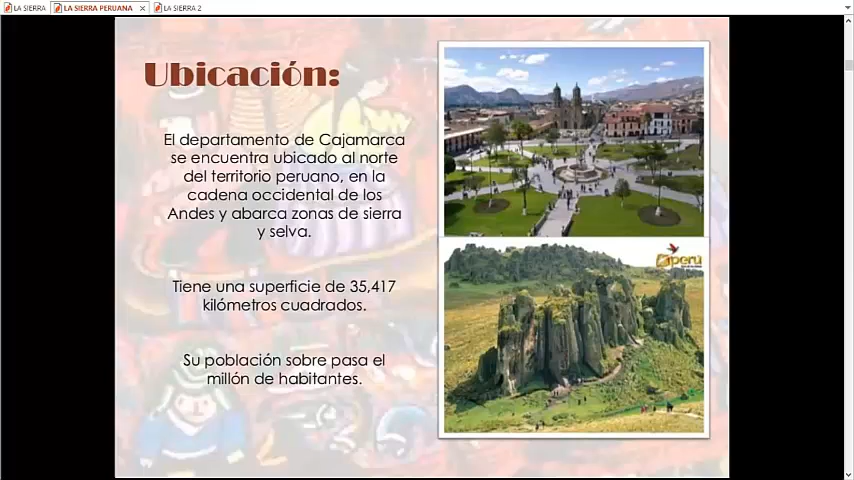 LA SIERRA
LA SIERRA PERUANA
LA SIERRA 2
Ubicación:
El departamento de Cajamarca
se encuentra ubicado al norte
del territorio peruano, en la
cadena occidental de los
Andes y abarca zonas de sierra
y selva.
Tiene una superficie de 35,417
kilómetros cuadrados.
Su población sobre pasa el
millón de habitantes.
perú